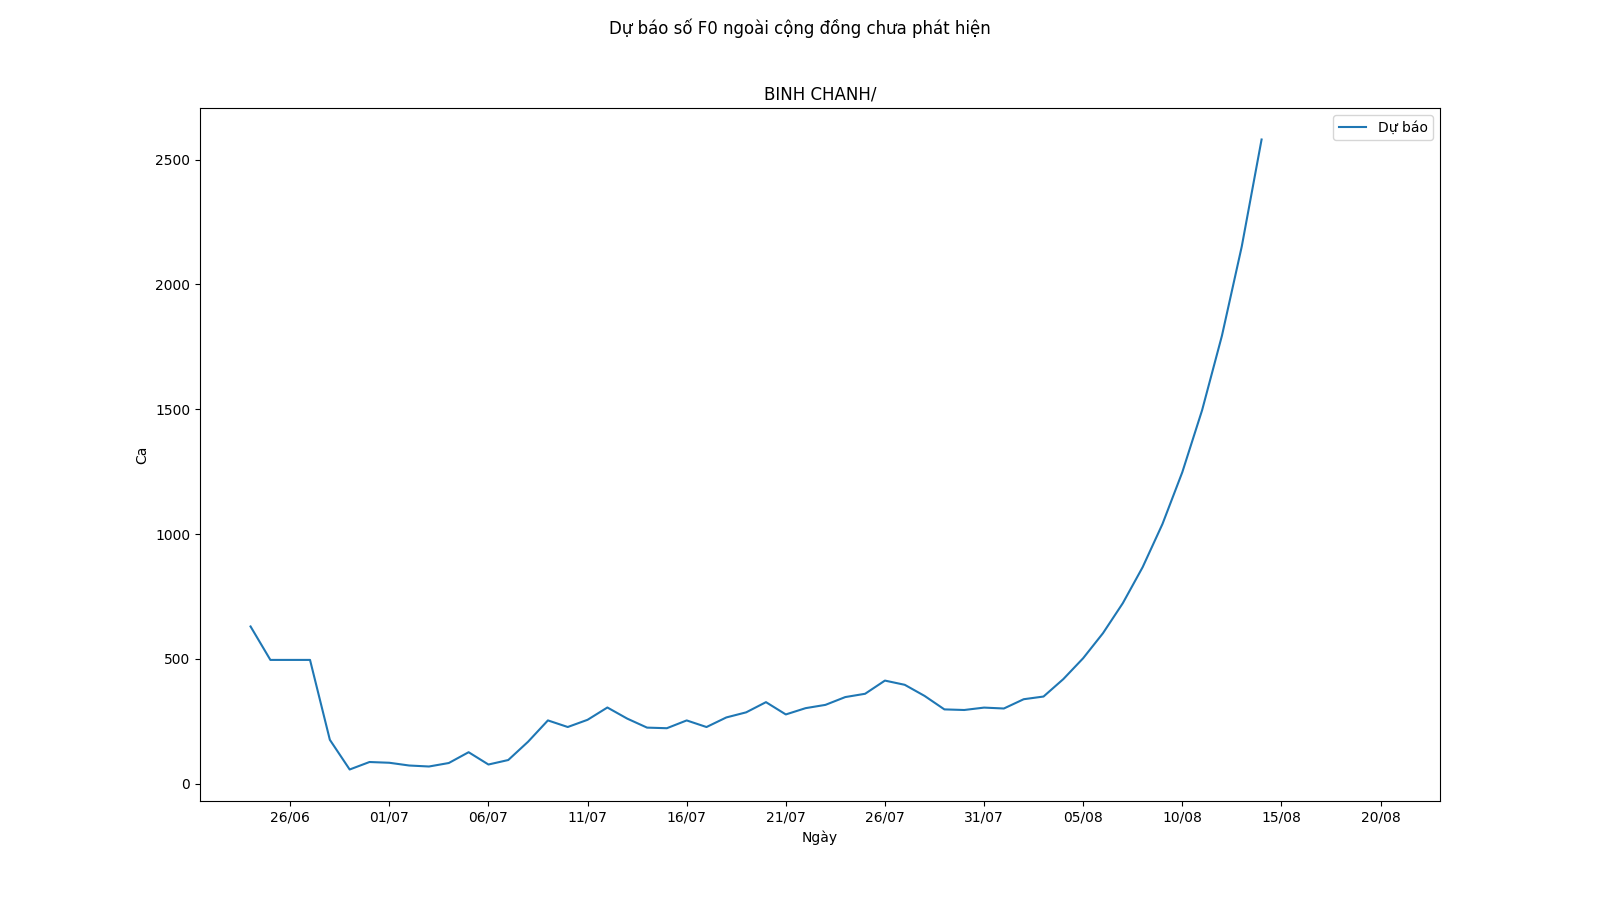 Dự báo số F0 ngoài cộng đồng chưa phát hiện
BINH CHANH/
Dự báo
2500
2000
1500
1000
500
0
Ca
26/06 01/07 06/07 11/07 16/07 21/07 26/07 31/07 05/08 10/08 15/08 20/08
Ngày